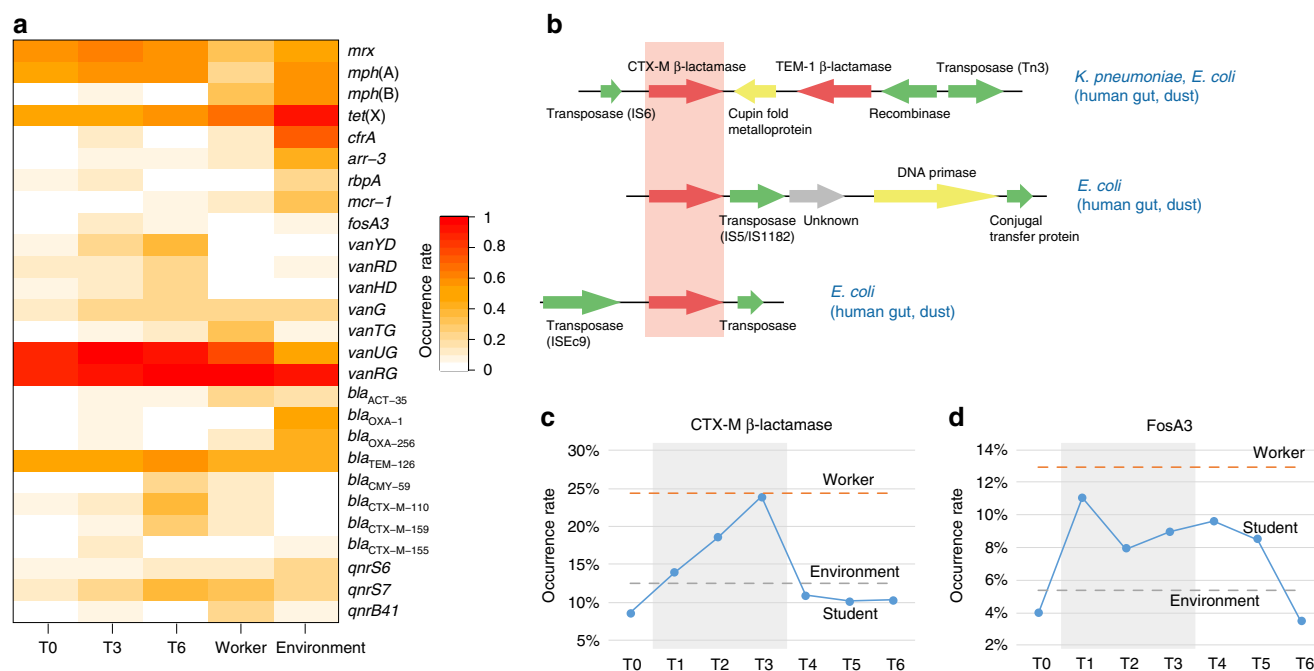 a
mrx
mph(A)
mph(B)
tet(X)
cfrA
arr−3
rbpA
mcr−1
fosA3
vanYD
vanRD
vanHD
vanG
vanTG
vanUG
vanRG
blaACT−35
blaOXA−1
blaOXA−256
blaTEM−126
blaCMY−59
blaCTX−M−110
blaCTX−M−159
blaCTX−M−155
qnrS6
qnrS7
qnrB41
T0 T3 T6 Worker Environment
Occurrence rate
1
0.8
0.6
0.4
0.2
0
b
CTX-M β-lactamase TEM-1 β-lactamase Transposase (Tn3)
Transposase (IS6) Cupin fold
metalloprotein
Recombinase
K. pneumoniae, E. coli
(human gut, dust)
DNA primase
Transposase
(IS5/IS1182)
Unknown
Conjugal
transfer protein
E. coli
(human gut, dust)
Transposase
(ISEc9)
Transposase
E. coli
(human gut, dust)
c
CTX-M β-lactamase
Occurrence rate
30%
25%
20%
15%
10%
5%
Worker
Environment
Student
T0 T1 T2 T3 T4 T5 T6
d
FosA3
Occurrence rate
14%
12%
10%
8%
6%
4%
2%
Worker
Student
Environment
T0 T1 T2 T3 T4 T5 T6